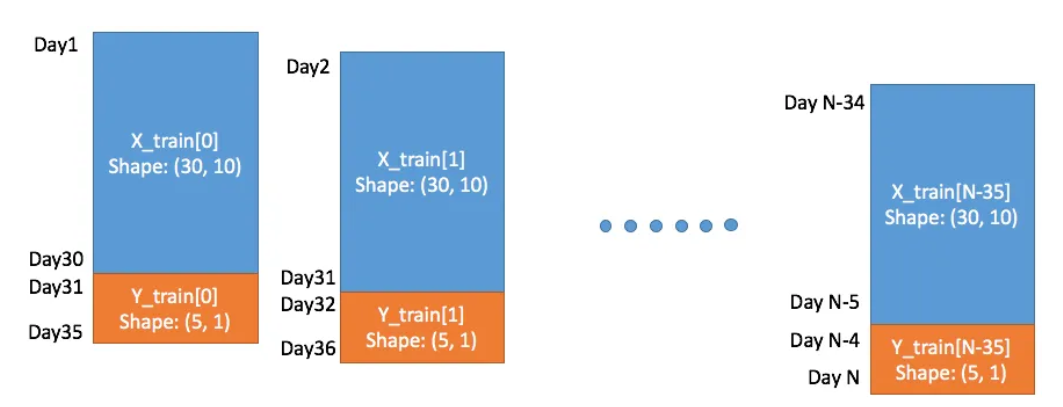 Day1
X_train[0]
Shape: (30, 10)
Day30
Day31
Y_train[0]
Shape: (5, 1)
Day35
Day2
X_train[1]
Shape: (30, 10)
Day31
Day32
Y_train[1]
Shape: (5, 1)
Day36
Day N-34
X_train[N-35]
Shape: (30, 10)
Day N-5
Day N-4
Y_train[N-35]
Shape: (5, 1)
Day N